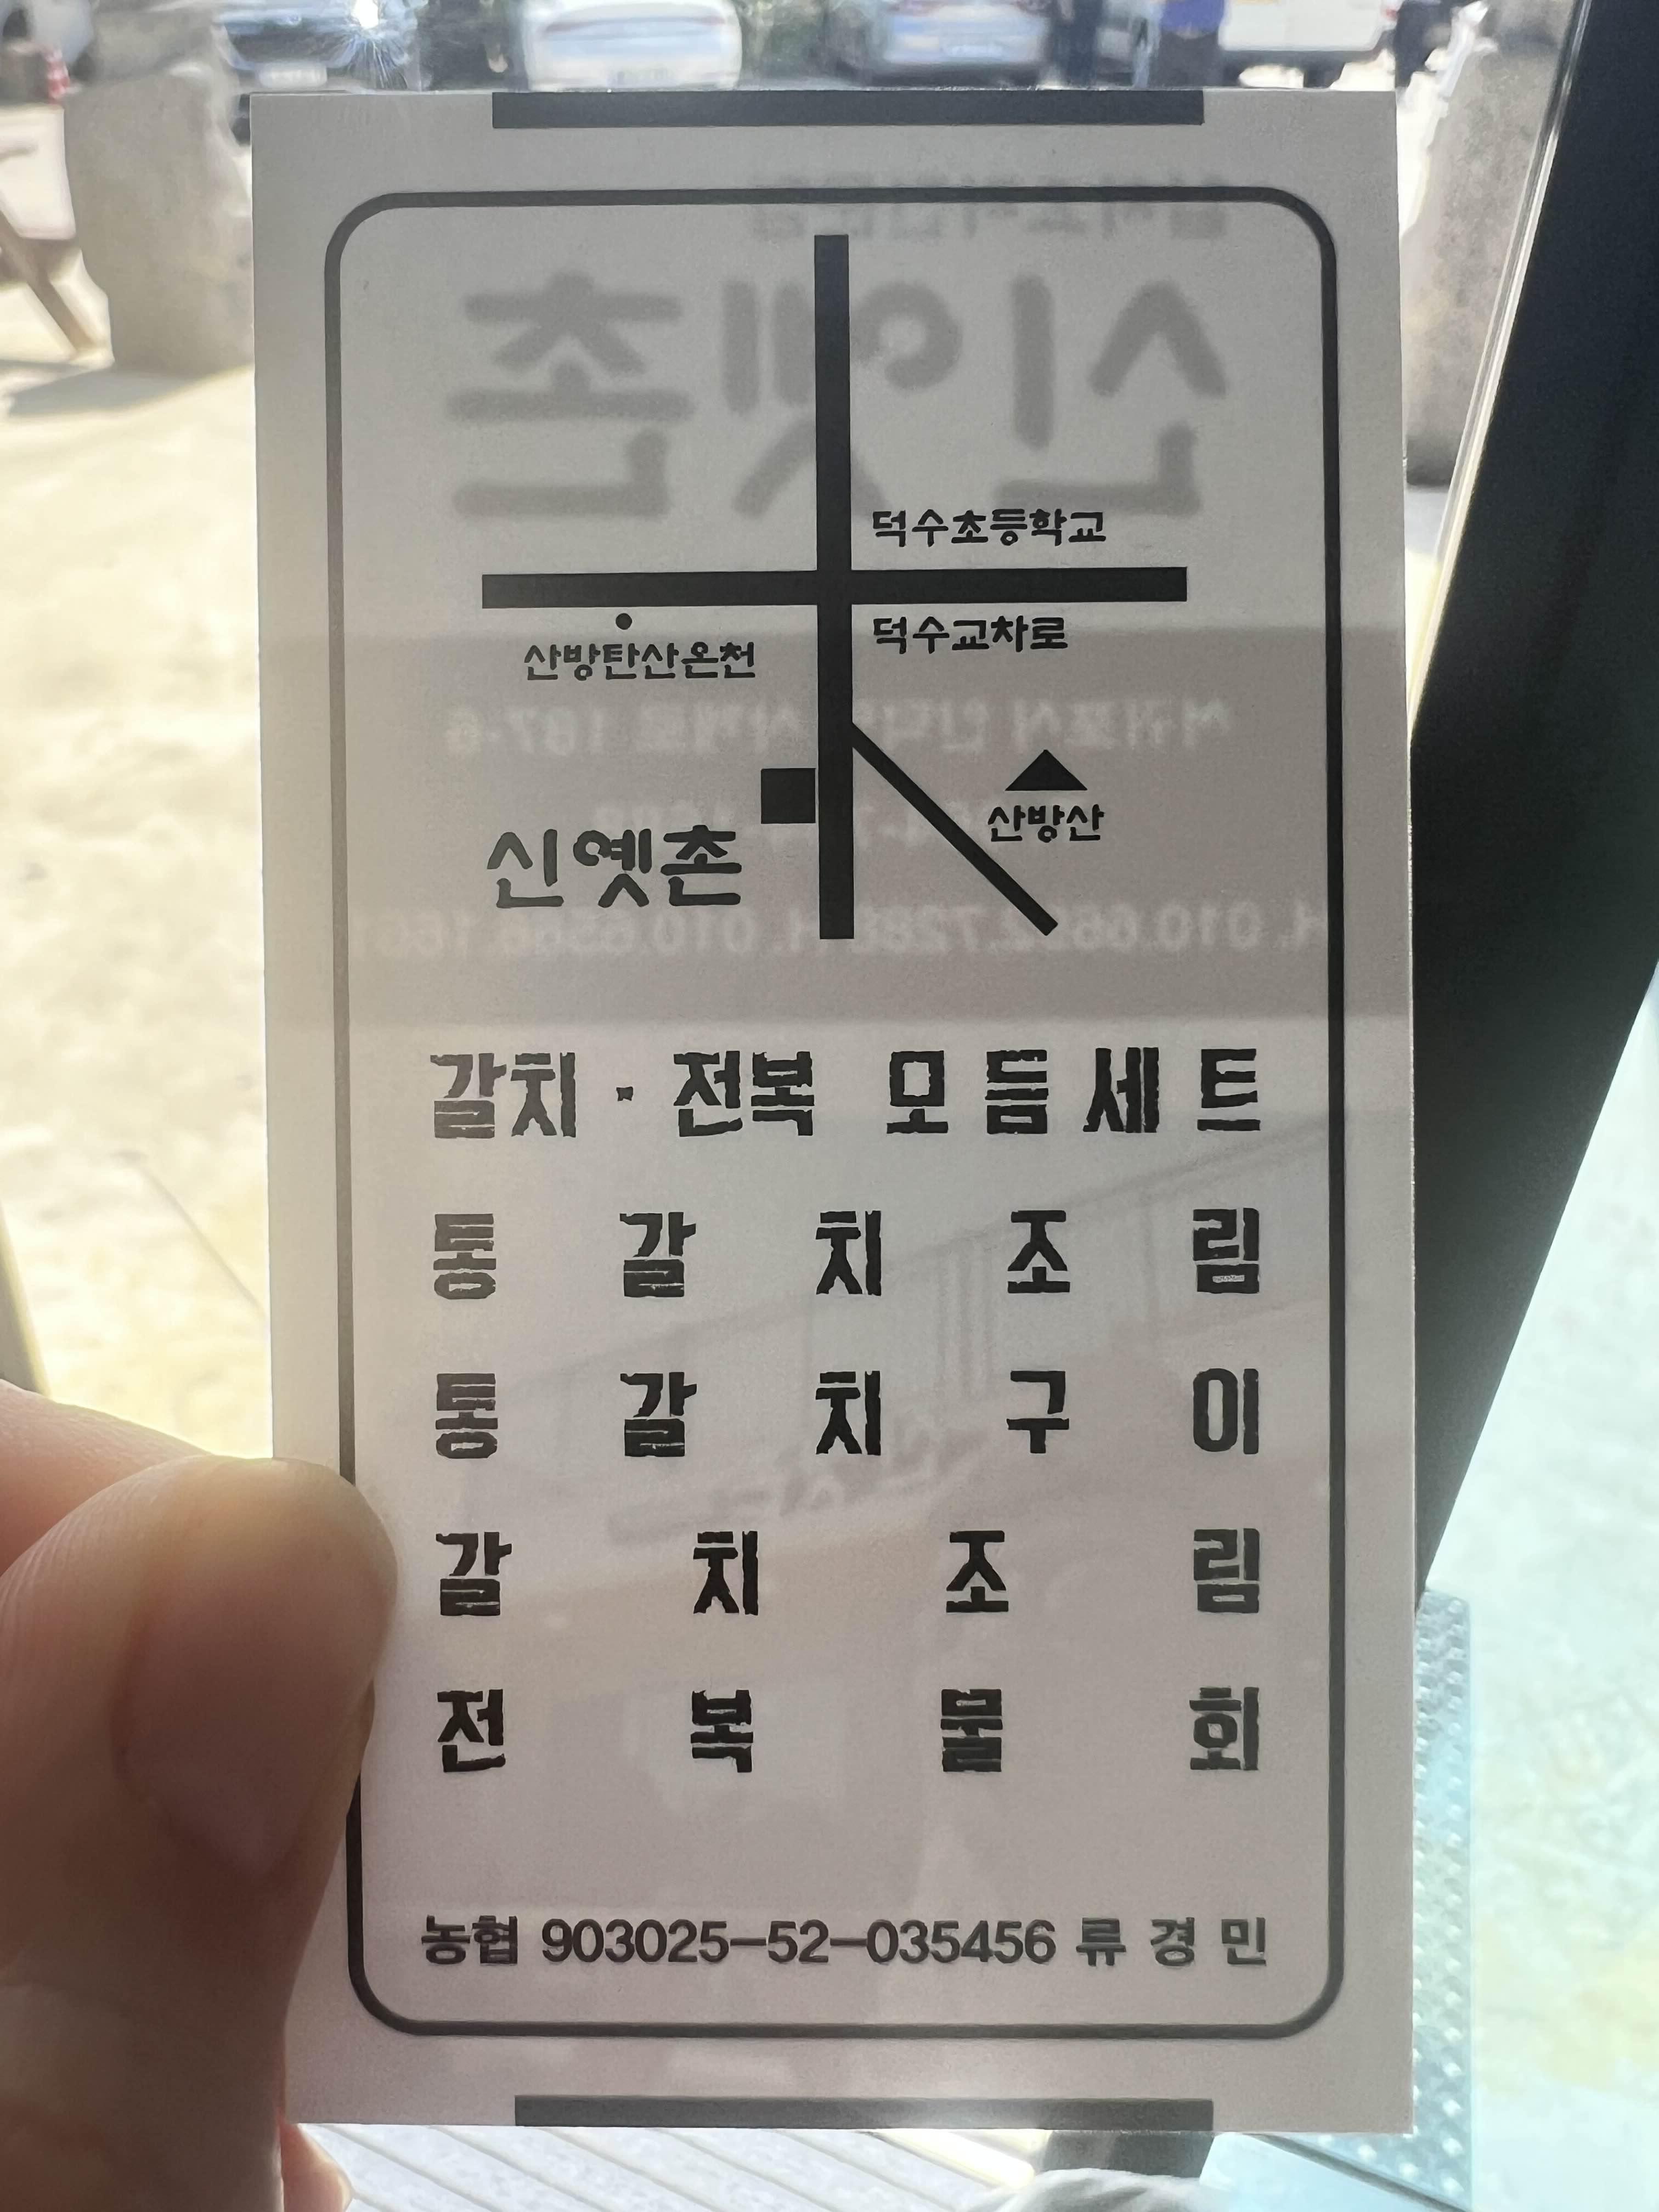 덕수초등학교
덕수교차로
산방탄산온천
산방산
신옛촌
갈치·전복 모듬세트
통갈치조림
통갈치구이
갈치조림
전복물회
농협 903025-52-035456 류경민
신옛촌